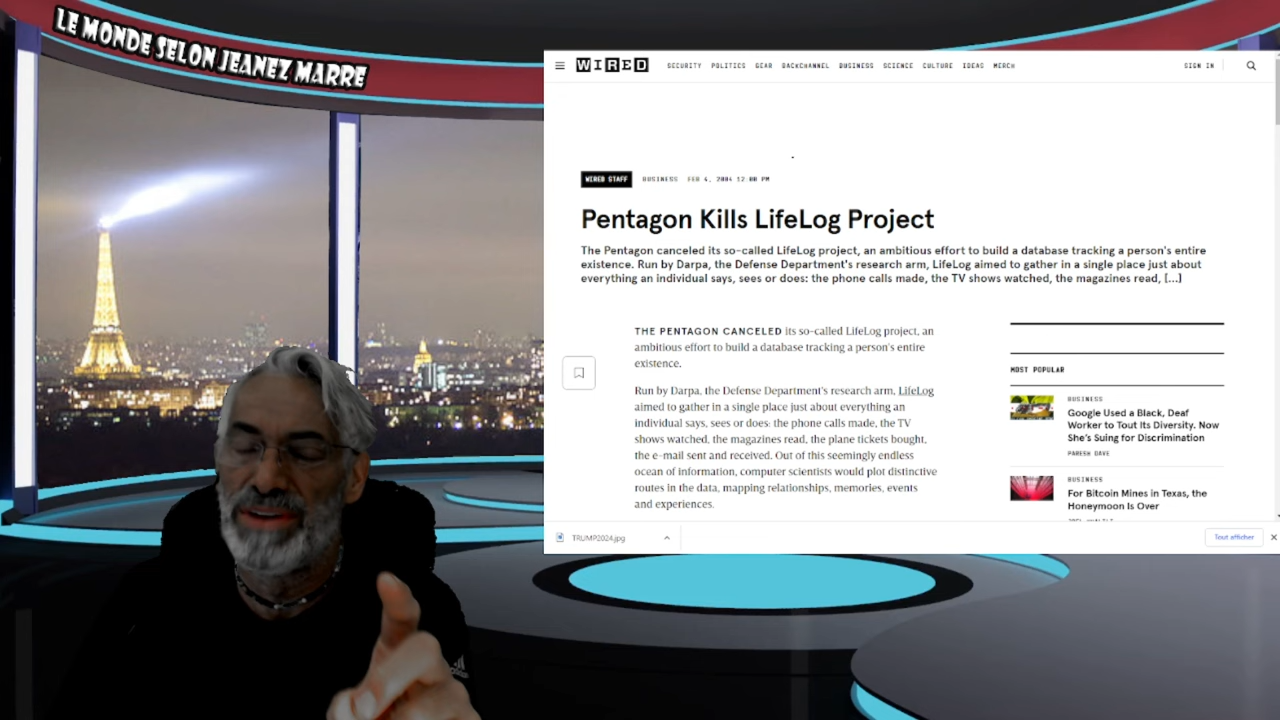 LE MONDE SELON JEANEZ MARRE
WIRED
SECURITY POLITICS GEAR BACKCHANNEL BUSINESS SCIENCE CULTURE IDEAS MERCH
SIGN IN
WIRED STAFF BUSINESS FEB 4, 2004 12:00 PM
Pentagon Kills LifeLog Project
The Pentagon canceled its so-called LifeLog project, an ambitious effort to build a database tracking a person's entire
existence. Run by Darpa, the Defense Department's research arm, LifeLog aimed to gather in a single place just about
everything an individual says, sees or does: the phone calls made, the TV shows watched, the magazines read, [...]
THE PENTAGON CANCELED its so-called LifeLog project, an
ambitious effort to build a database tracking a person's entire
existence.
Run by Darpa, the Defense Department's research arm, LifeLog
aimed to gather in a single place just about everything an
individual says, sees or does: the phone calls made, the TV
shows watched, the magazines read, the plane tickets bought,
the e-mail sent and received. Out of this seemingly endless
ocean of information, computer scientists would plot distinctive
routes in the data, mapping relationships, memories, events
and experiences.
MOST POPULAR
BUSINESS
Google Used a Black, Deaf
Worker to Tout Its Diversity. Now
She's Suing for Discrimination
PARESH DAVE
BUSINESS
For Bitcoin Mines in Texas, the
Honeymoon Is Over
TRUMP2024.jpg
Tout afficher
adidas